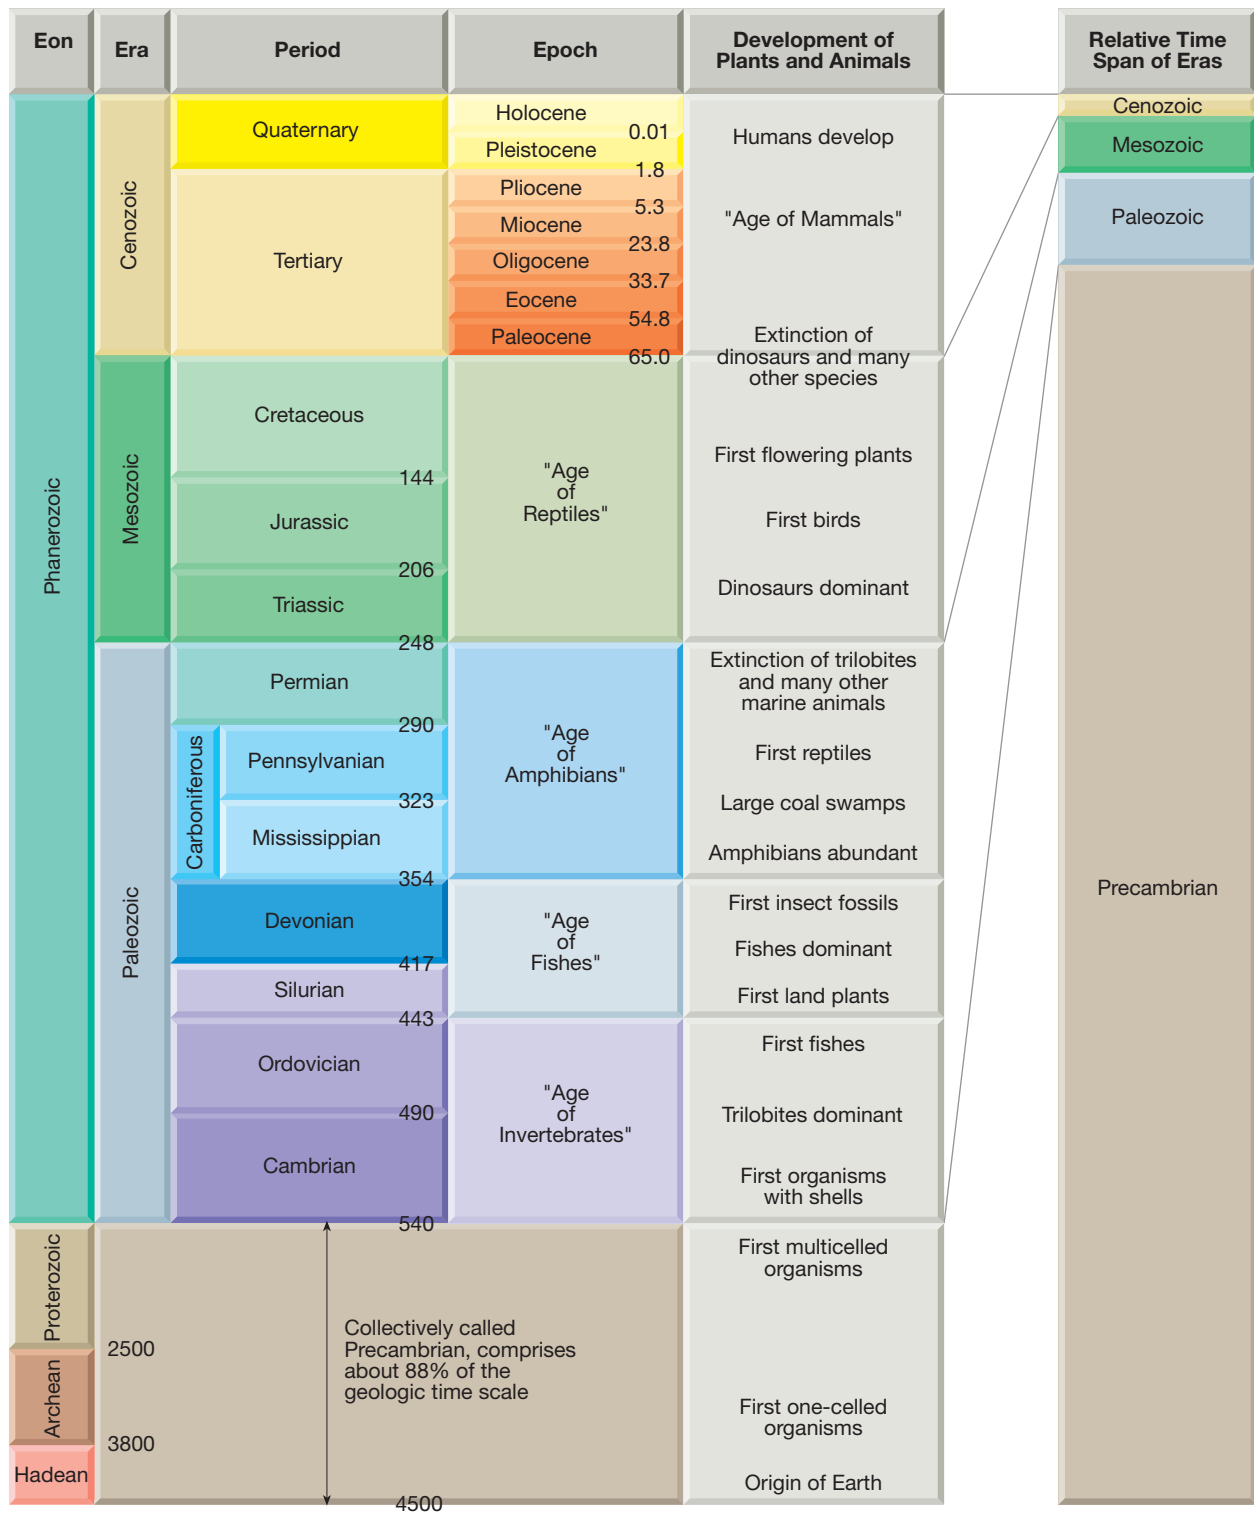 Eon
Era
Period
Epoch
Development of
Plants and Animals
Relative Time
Span of Eras
Phanerozoic
Cenozoic
Quaternary
Holocene
0.01
Pleistocene
1.8
Humans develop
Tertiary
Pliocene
5.3
Miocene
23.8
Oligocene
33.7
Eocene
54.8
Paleocene
65.0
"Age of Mammals"
Extinction of
dinosaurs and many
other species
Mesozoic
Cretaceous
144
Jurassic
206
Triassic
248
"Age
of
Reptiles"
First flowering plants
First birds
Dinosaurs dominant
Paleozoic
Permian
290
Carboniferous
Pennsylvanian
323
Mississippian
354
"Age
of
Amphibians"
Extinction of trilobites
and many other
marine animals
First reptiles
Large coal swamps
Amphibians abundant
Devonian
417
Silurian
443
"Age
of
Fishes"
First insect fossils
Fishes dominant
First land plants
Ordovician
490
Cambrian
540
"Age
of
Invertebrates"
First fishes
Trilobites dominant
First organisms
with shells
Proterozoic
2500
Archean
3800
Hadean
Collectively called
Precambrian, comprises
about 88% of the
geologic time scale
4500
First multicelled
organisms
First one-celled
organisms
Origin of Earth
Cenozoic
Mesozoic
Paleozoic
Precambrian